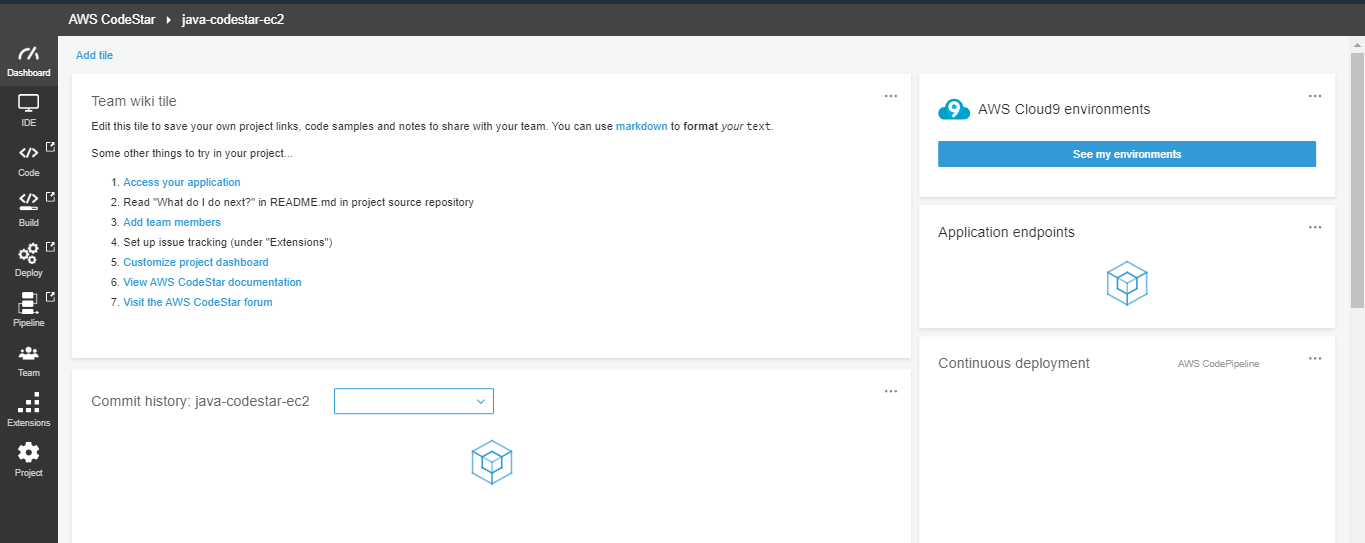 AWS CodeStar java-codestar-ec2
Dashboard
IDE
Code
Build
Deploy
Pipeline
Team
Extensions
Project
Add tile
Team wiki tile
Edit this tile to save your own project links, code samples and notes to share with your team. You can use markdown to format your text.
Some other things to try in your project...
1. Access your application
2. Read "What do I do next?" in README.md in project source repository
3. Add team members
4. Set up issue tracking (under "Extensions")
5. Customize project dashboard
6. View AWS CodeStar documentation
7. Visit the AWS CodeStar forum
Commit history: java-codestar-ec2
9 AWS Cloud9 environments
See my environments
Application endpoints
Continuous deployment AWS CodePipeline